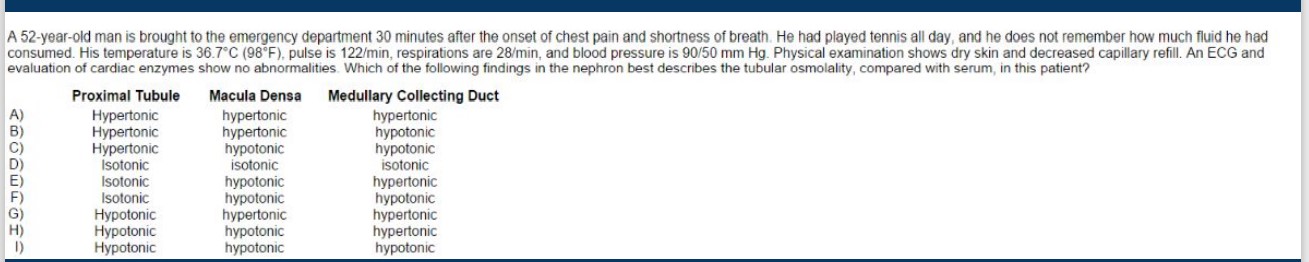 A 52-year-old man is brought to the emergency department 30 minutes after the onset of chest pain and shortness of breath. He had played tennis all day, and he does not remember how much fluid he had
consumed. His temperature is 36.7°C (98°F), pulse is 122/min, respirations are 28/min, and blood pressure is 90/50 mm Hg. Physical examination shows dry skin and decreased capillary refill. An ECG and
evaluation of cardiac enzymes show no abnormalities. Which of the following findings in the nephron best describes the tubular osmolality, compared with serum, in this patient?
Proximal Tubule Macula Densa Medullary Collecting Duct
A) Hypertonic hypertonic hypertonic
B) Hypertonic hypertonic hypotonic
C) Hypertonic hypotonic hypotonic
D) Isotonic isotonic isotonic
E) Isotonic hypotonic hypertonic
F) Isotonic hypotonic hypotonic
G) Hypotonic hypertonic hypertonic
H) Hypotonic hypotonic hypertonic
I) Hypotonic hypotonic hypotonic